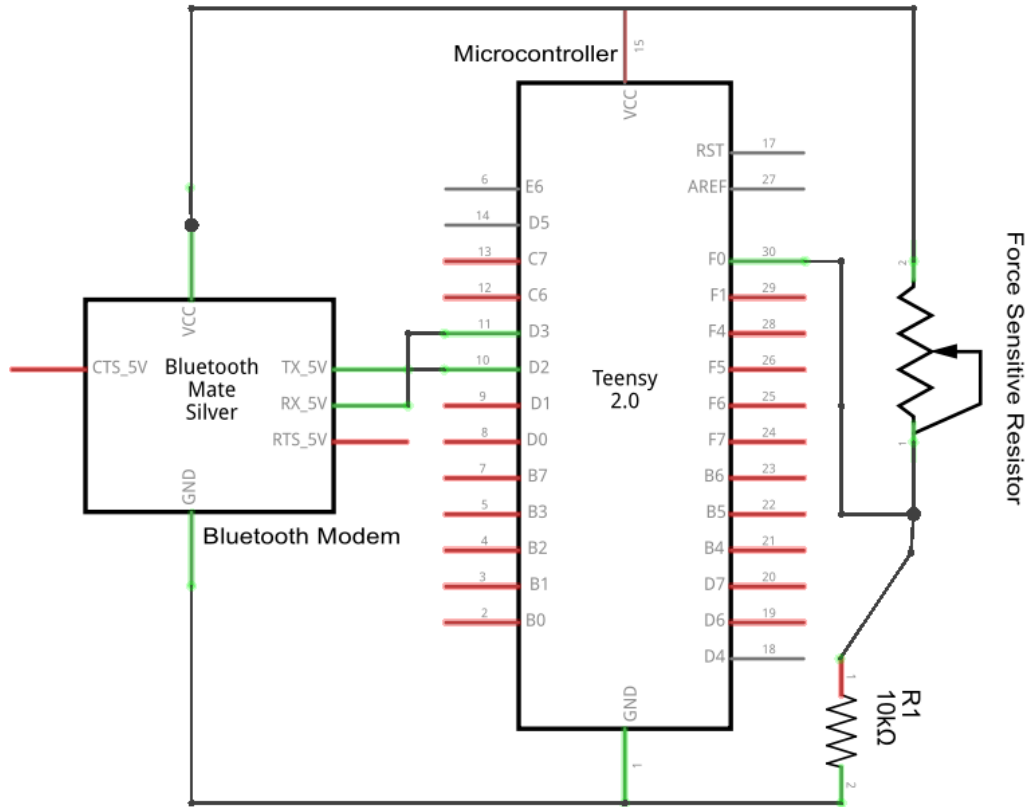 Microcontroller
15
VCC
RST 17
AREF 27
6 E6
14 D5
13 C7
F0 30
2
12 C6
F1 29
VCC
11 D3
F4 28
CTS_5V
Bluetooth
Mate
Silver
TX_5V
10 D2
F5 26
Teensy
2.0
RX_5V
9 D1
F6 25
RTS_5V
8 D0
F7 24
1
Force Sensitive Resistor
GND
7 B7
B6 23
5 B3
B5 22
Bluetooth Modem
4 B2
B4 21
3 B1
D7 20
2 B0
D6 19
D4 18
GND
1
1
R1
10kΩ
2